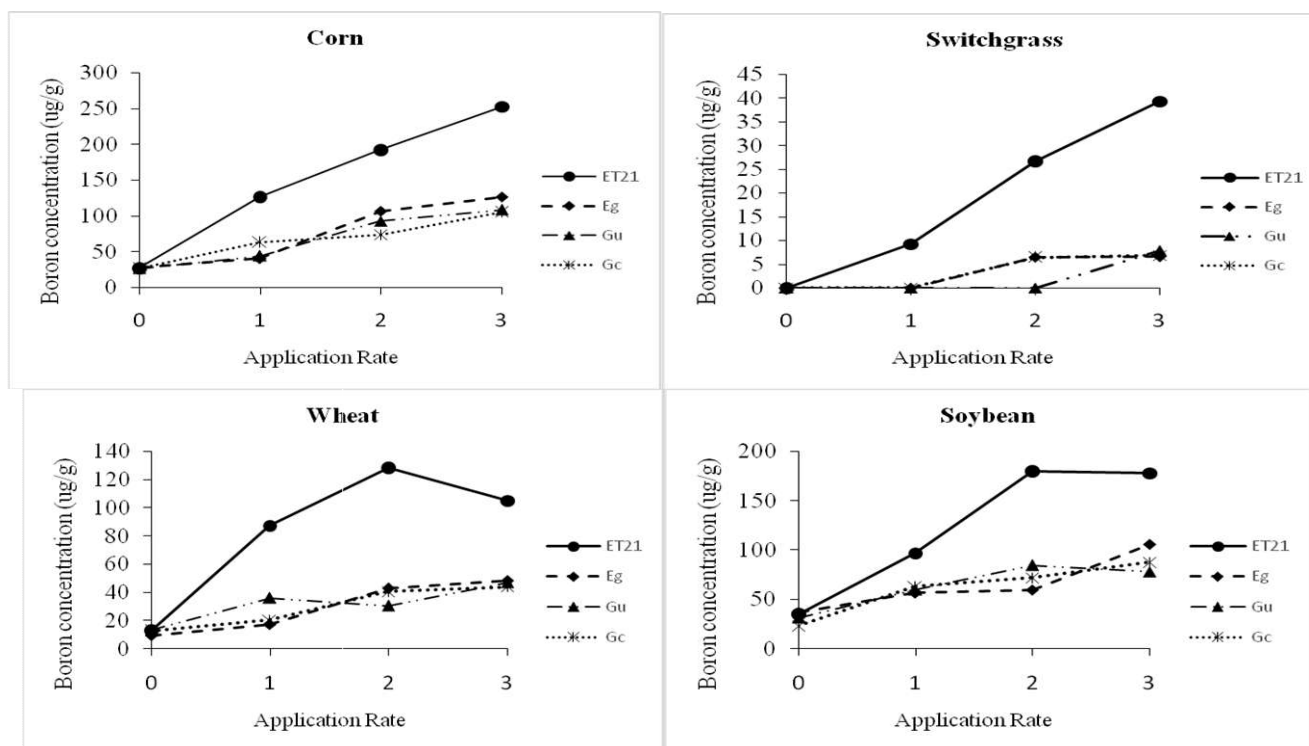 Corn
Boron concentration (ug/g)
300
250
200
150
100
50
0
0 1 2 3
Application Rate
ET21
Eg
Gu
Gc
Switchgrass
Boron concentration (ug/g)
45
40
35
30
25
20
15
10
5
0
0 1 2 3
Application Rate
ET21
Eg
Gu
Gc
Wheat
Boron concentration (ug/g)
140
120
100
80
60
40
20
0
0 1 2 3
Application Rate
ET21
Eg
Gu
Gc
Soybean
Boron concentration (ug/g)
200
150
100
50
0
0 1 2 3
Application Rate
ET21
Eg
Gu
Gc